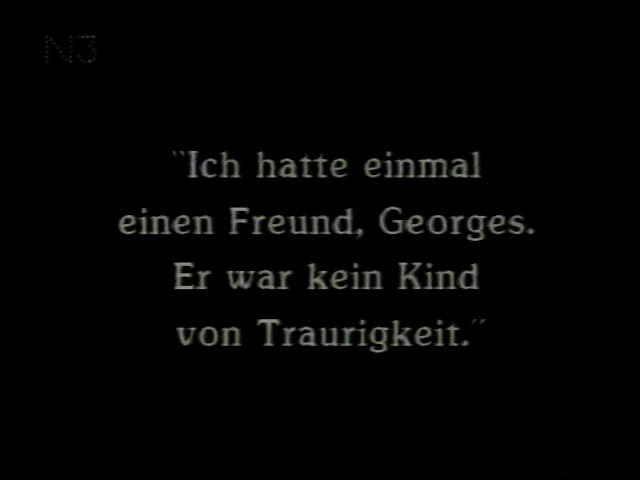 N3
"Ich hatte einmal
einen Freund, Georges.
Er war kein Kind
von Traurigkeit."